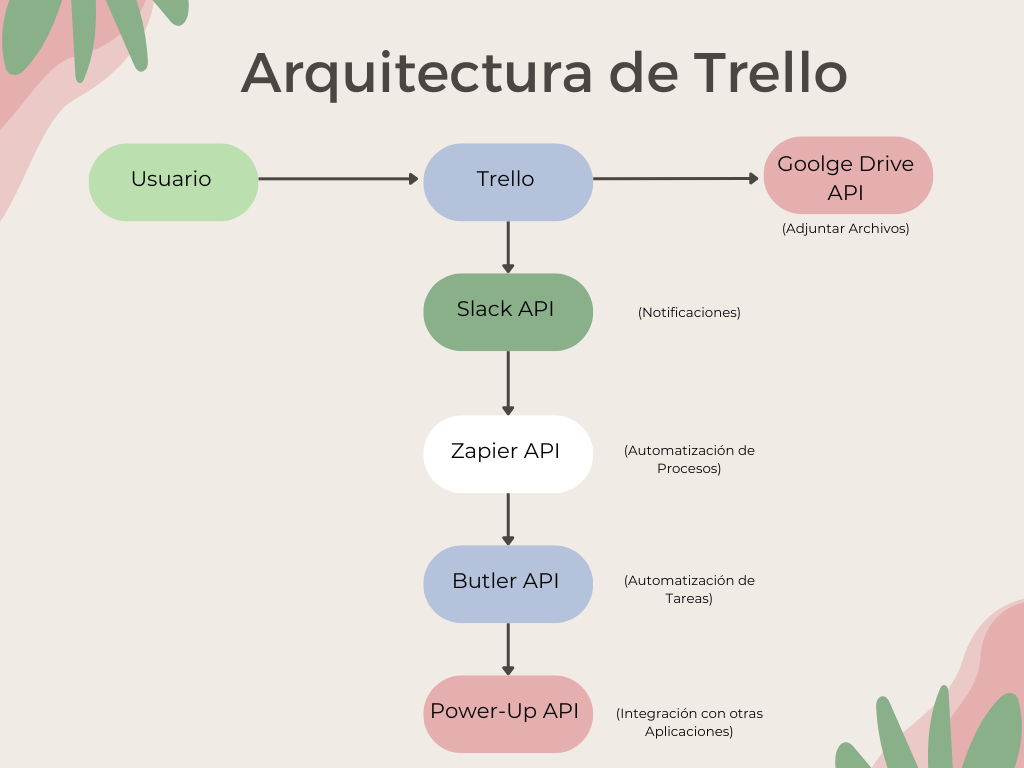 Arquitectura de Trello
Usuario
Trello
Goolge Drive
API
(Adjuntar Archivos)
Slack API
(Notificaciones)
Zapier API
(Automatización de
Procesos)
Butler API
(Automatización de
Tareas)
Power-Up API
(Integración con otras
Aplicaciones)